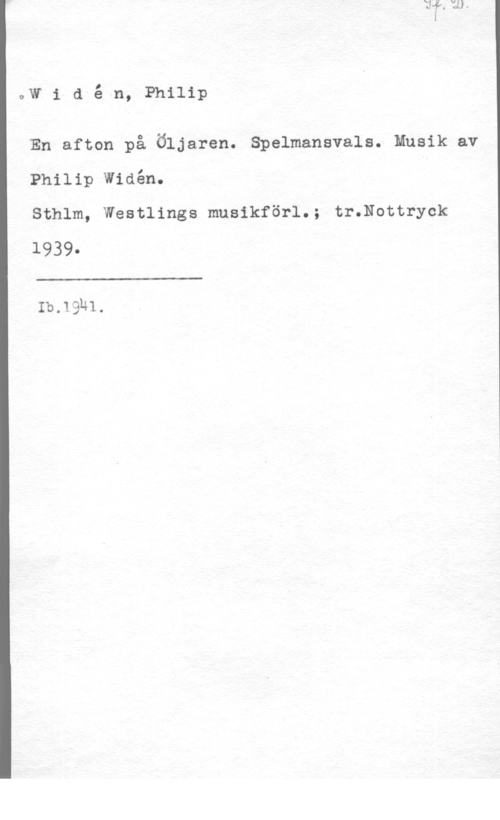 W i d é n, Philip
En afton på Öljaren. Spelmansvals. Musik av
Philip Widén.
Sthlm, Westlings musikförl.; tr.Nottryck
1939.
Ib.1941.